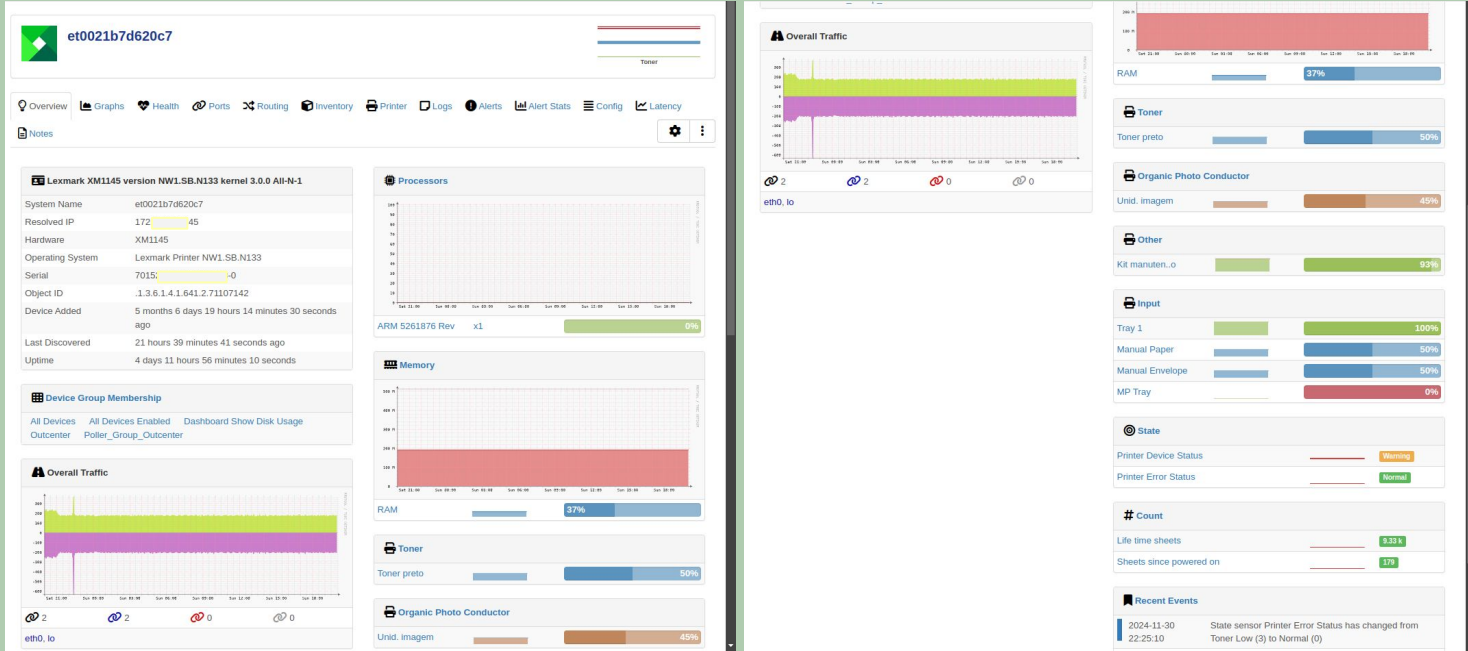 et0021b7d620c7
Toner
Overview Graphs Health Ports Routing Inventory Printer Logs Alerts Alert Stats Config Latency
Notes
Lexmark XM1145 version NW1.SB.N133 kernel 3.0.0 All-N-1
System Name et0021b7d620c7
Resolved IP 172 45
Hardware XM1145
Operating System Lexmark Printer NW1.SB.N133
Serial 7015 -0
Object ID .1.3.6.1.4.1.641.2.71107142
Device Added 5 months 6 days 19 hours 14 minutes 30 seconds
ago
Last Discovered 21 hours 39 minutes 41 seconds ago
Uptime 4 days 11 hours 56 minutes 10 seconds
Device Group Membership
All Devices All Devices Enabled Dashboard Show Disk Usage
Outcenter Poller_Group_Outcenter
Overall Traffic
2 2 0 0
eth0, lo
Processors
ARM 5261876 Rev x1 0%
Memory
RAM 37%
Toner
Toner preto 50%
Organic Photo Conductor
Unid. imagem 45%
Overall Traffic
2 2 0 0
eth0, lo
RAM 37%
Toner
Toner preto 50%
Organic Photo Conductor
Unid. imagem 45%
Other
Kit manuten..o 93%
Input
Tray 1 100%
Manual Paper 50%
Manual Envelope 50%
MP Tray 0%
State
Printer Device Status Warning
Printer Error Status Normal
Count
Life time sheets 9.33 k
Sheets since powered on 179
Recent Events
2024-11-30 State sensor Printer Error Status has changed from
22:25:10 Toner Low (3) to Normal (0)